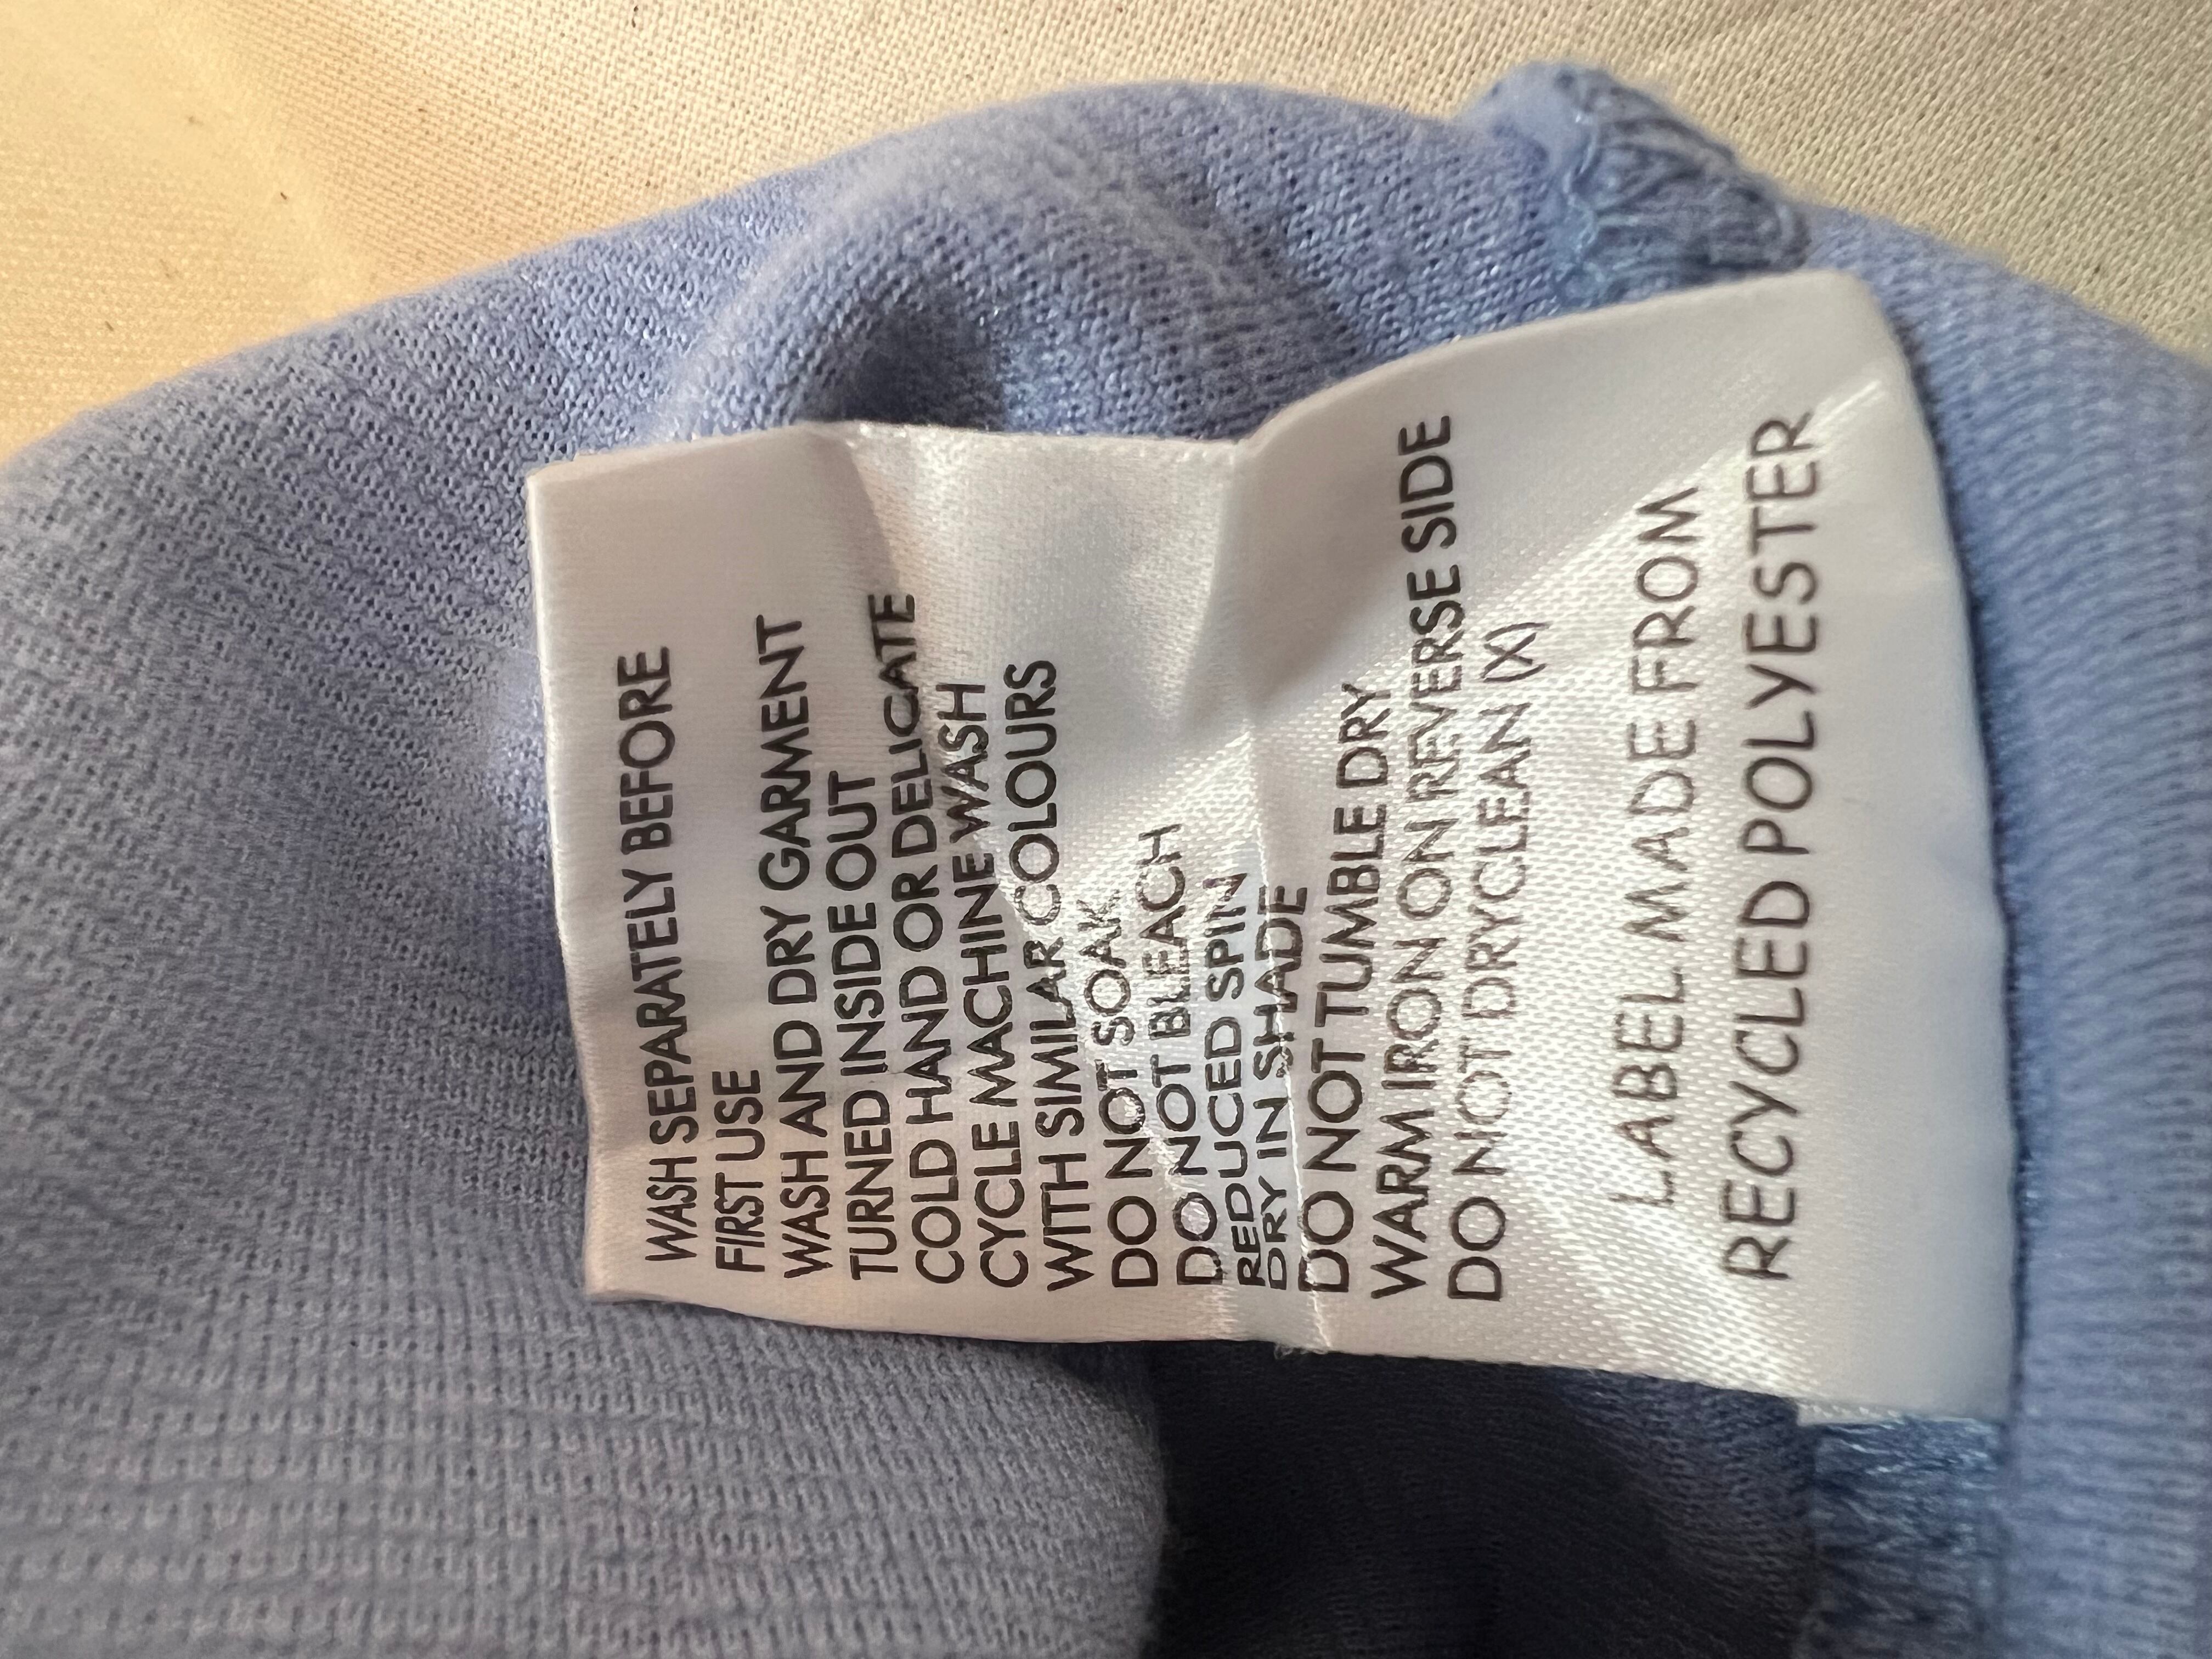 WASH SEPARATELY BEFORE
FIRST USE
WASH AND DRY GARMENT
TURNED INSIDE OUT
COLD HAND OR DELICATE
CYCLE MACHINE WASH
WITH SIMILAR COLOURS
DO NOT SOAK
DO NOT BLEACH
REDUCED SPIN
DRY IN SHADE
DO NOT TUMBLE DRY
WARM IRON ON REVERSE SIDE
DO NOT DRYCLEAN (X)
LABEL MADE FROM
RECYCLED POLYESTER